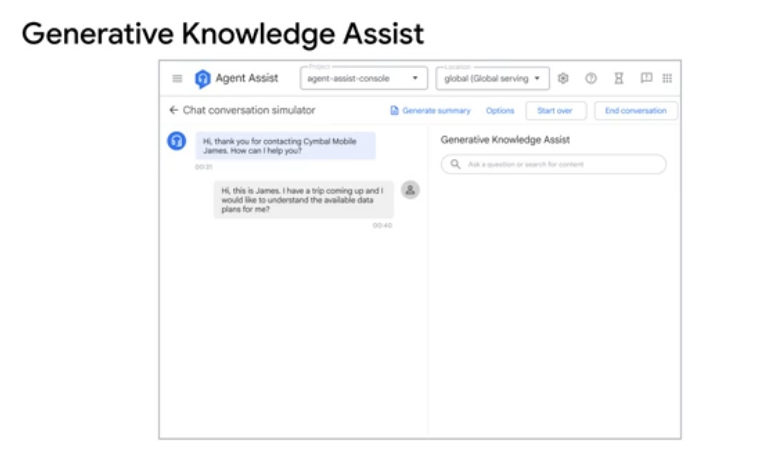 Generative Knowledge Assist
Project
Location
Agent Assist
agent-assist-console
global (Global serving
Chat conversation simulator
Generate summary
Options
Start over
End conversation
Hi, thank you for contacting Cymbal Mobile
James. How can I help you?
00:31
Hi, this is James. I have a trip coming up and I
would like to understand the available data
plans for me?
00:40
Generative Knowledge Assist
Ask a question or search for content